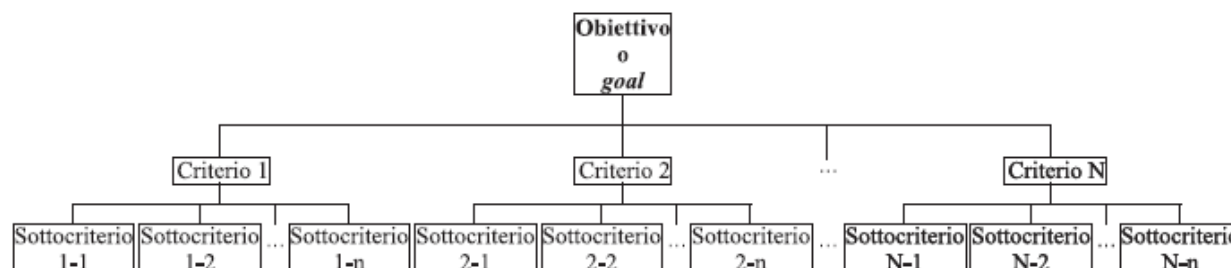 Obiettivo
o
goal
Criterio 1
Criterio 2
...
Criterio N
Sottocriterio
1-1
Sottocriterio
1-2
...
Sottocriterio
1-n
Sottocriterio
2-1
Sottocriterio
2-2
...
Sottocriterio
2-n
...
Sottocriterio
N-1
Sottocriterio
N-2
...
Sottocriterio
N-n